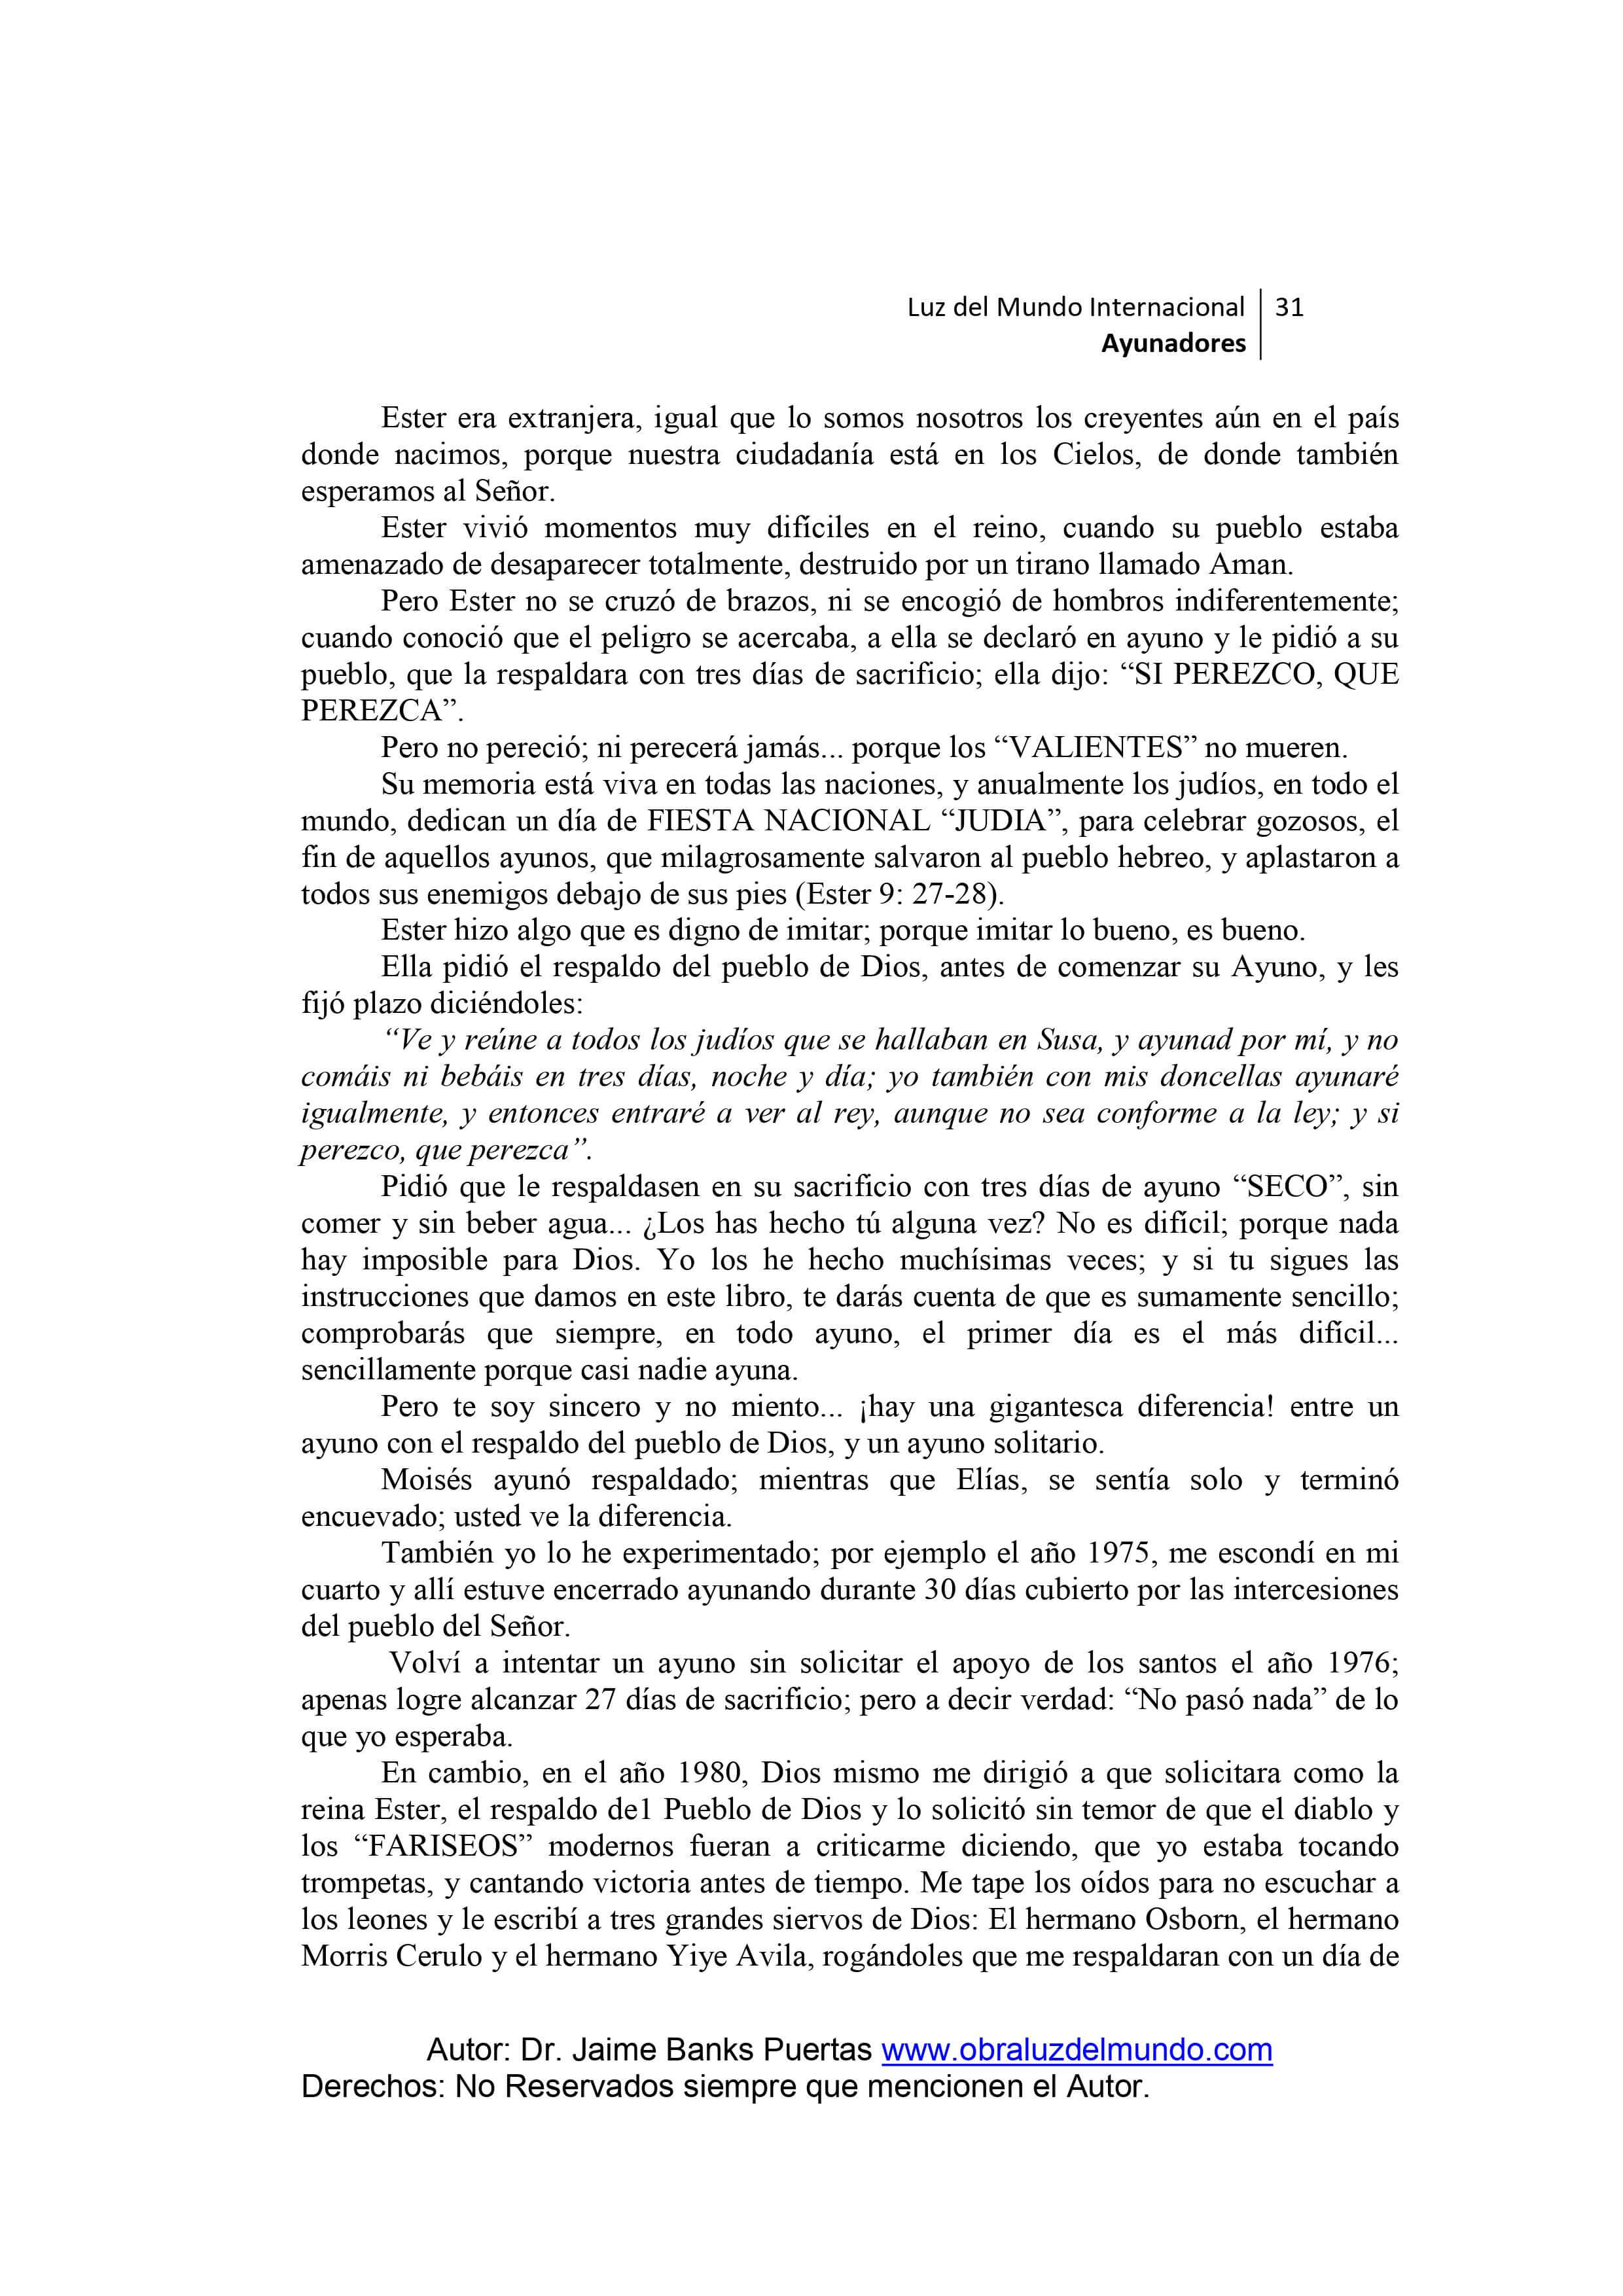 Luz del Mundo Internacional 31
Ayunadores
Ester era extranjera, igual que lo somos nosotros los creyentes aún en el país
donde nacimos, porque nuestra ciudadanía está en los Cielos, de donde también
esperamos al Señor.
Ester vivió momentos muy difíciles en el reino, cuando su pueblo estaba
amenazado de desaparecer totalmente, destruido por un tirano llamado Aman.
Pero Ester no se cruzó de brazos, ni se encogió de hombros indiferentemente;
cuando conoció que el peligro se acercaba, a ella se declaró en ayuno y le pidió a su
pueblo, que la respaldara con tres días de sacrificio; ella dijo: “SI PEREZCO, QUE
PEREZCA”.
Pero no pereció; ni perecerá jamás... porque los “VALIENTES” no mueren.
Su memoria está viva en todas las naciones, y anualmente los judíos, en todo el
mundo, dedican un día de FIESTA NACIONAL “JUDIA”, para celebrar gozosos, el
fin de aquellos ayunos, que milagrosamente salvaron al pueblo hebreo, y aplastaron a
todos sus enemigos debajo de sus pies (Ester 9: 27-28).
Ester hizo algo que es digno de imitar; porque imitar lo bueno, es bueno.
Ella pidió el respaldo del pueblo de Dios, antes de comenzar su Ayuno, y les
fijó plazo diciéndoles:
“Ve y reúne a todos los judíos que se hallaban en Susa, y ayunad por mí, y no
comáis ni bebáis en tres días, noche y día; yo también con mis doncellas ayunaré
igualmente, y entonces entraré a ver al rey, aunque no sea conforme a la ley; y si
perezco, que perezca”.
Pidió que le respaldasen en su sacrificio con tres días de ayuno “SECO”, sin
comer y sin beber agua... ¿Los has hecho tú alguna vez? No es difícil; porque nada
hay imposible para Dios. Yo los he hecho muchísimas veces; y si tu sigues las
instrucciones que damos en este libro, te darás cuenta de que es sumamente sencillo;
comprobarás que siempre, en todo ayuno, el primer día es el más difícil...
sencillamente porque casi nadie ayuna.
Pero te soy sincero y no miento... ¡hay una gigantesca diferencia! entre un
ayuno con el respaldo del pueblo de Dios, y un ayuno solitario.
Moisés ayunó respaldado; mientras que Elías, se sentía solo y terminó
encuevado; usted ve la diferencia.
También yo lo he experimentado; por ejemplo el año 1975, me escondí en mi
cuarto y allí estuve encerrado ayunando durante 30 días cubierto por las intercesiones
del pueblo del Señor.
Volví a intentar un ayuno sin solicitar el apoyo de los santos el año 1976;
apenas logre alcanzar 27 días de sacrificio; pero a decir verdad: “No pasó nada” de lo
que yo esperaba.
En cambio, en el año 1980, Dios mismo me dirigió a que solicitara como la
reina Ester, el respaldo de1 Pueblo de Dios y lo solicitó sin temor de que el diablo y
los “FARISEOS” modernos fueran a criticarme diciendo, que yo estaba tocando
trompetas, y cantando victoria antes de tiempo. Me tape los oídos para no escuchar a
los leones y le escribí a tres grandes siervos de Dios: El hermano Osborn, el hermano
Morris Cerulo y el hermano Yiye Avila, rogándoles que me respaldaran con un día de
Autor: Dr. Jaime Banks Puertas www.obraluzdelmundo.com
Derechos: No Reservados siempre que mencionen el Autor.